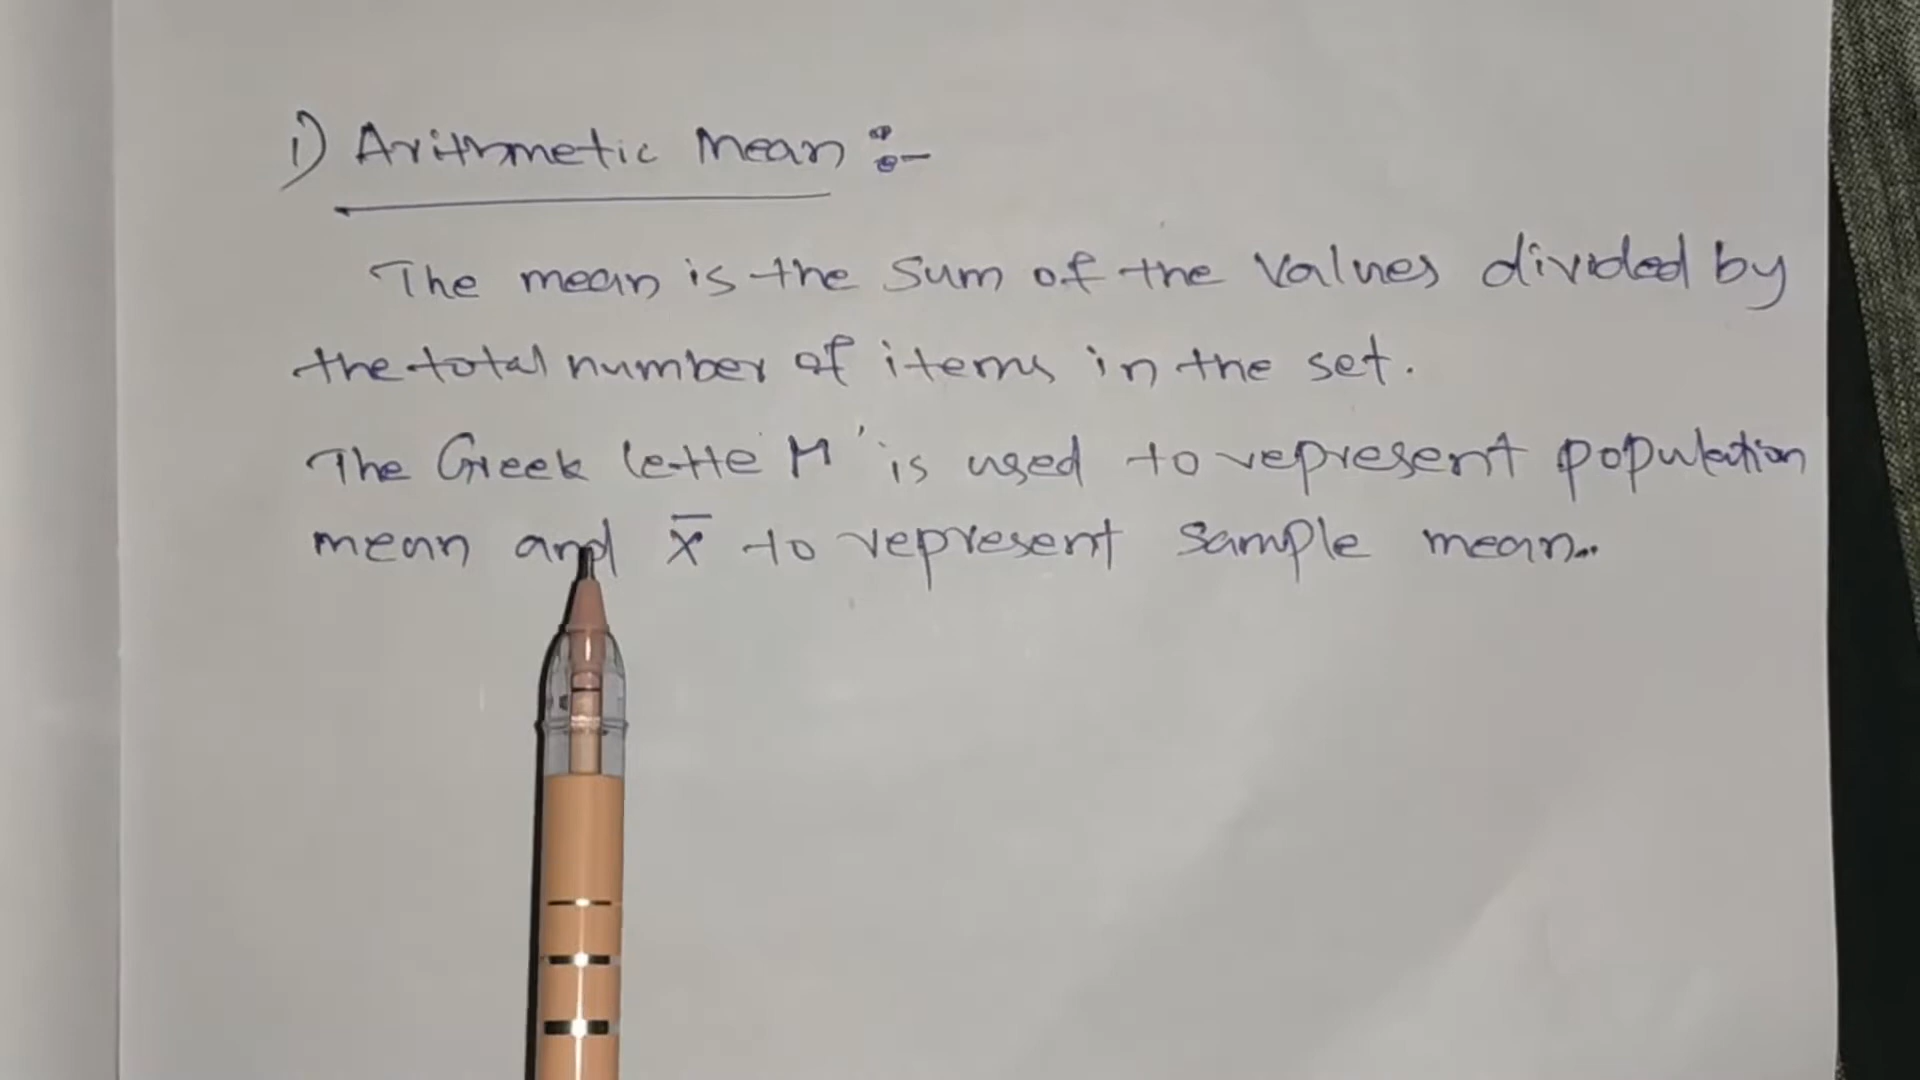 1) Arithmetic Mean :-
The mean is the sum of the values divided by
the total number of items in the set.
The Greek lette M' is used to represent population
mean and x̄ to represent sample mean..